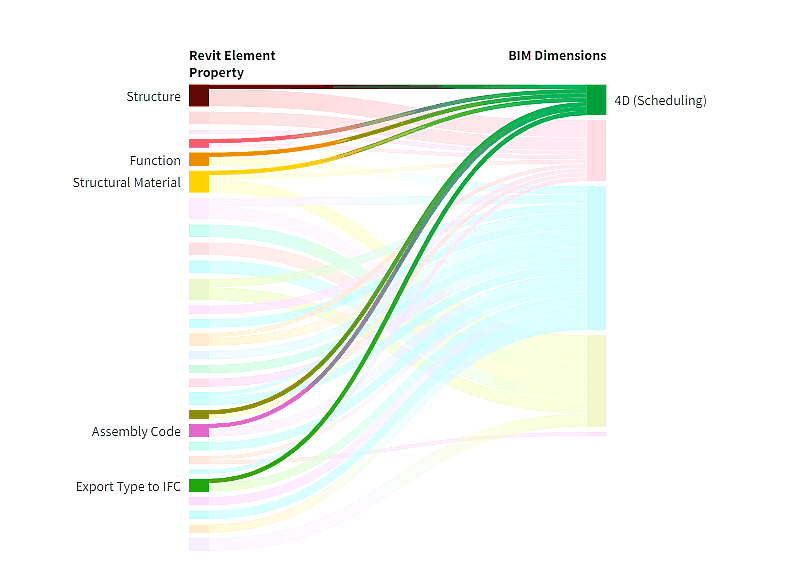 Revit Element
Property
BIM Dimensions
Structure
4D (Scheduling)
Function
Structural Material
Assembly Code
Export Type to IFC